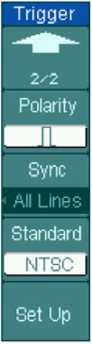 Trigger
2/2
Polarity
Sync
All Lines
Standard
NTSC
Set Up